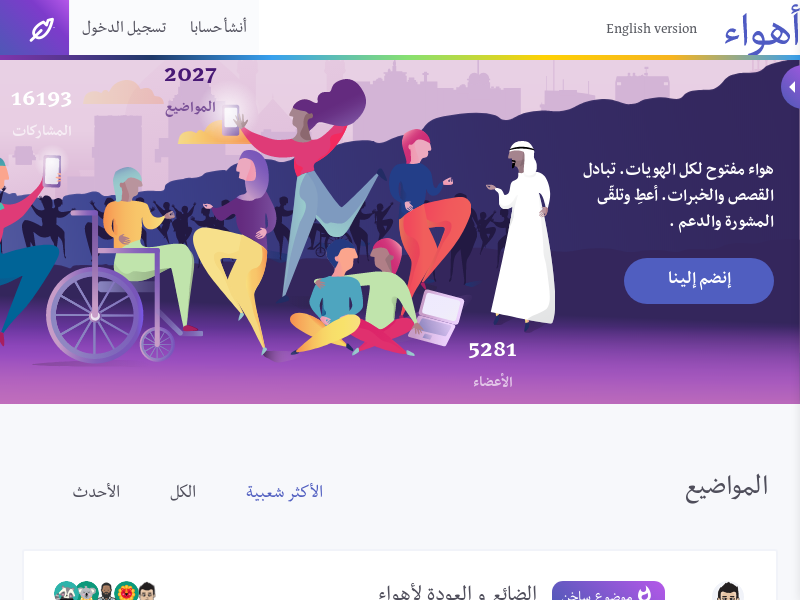 أهواء
English version
أنشأ حسابا
تسجيل الدخول
2027
المواضيع
16193
المشاركات
هواء مفتوح لكل الهويات. تبادل
القصص والخبرات. أعطِ وتلقّى
المشورة والدعم .
إنضم إلينا
5281
الأعضاء
المواضيع
الأكثر شعبية
الكل
الأحدث
موضوع ساخن
الضائع و العودة لأهواء